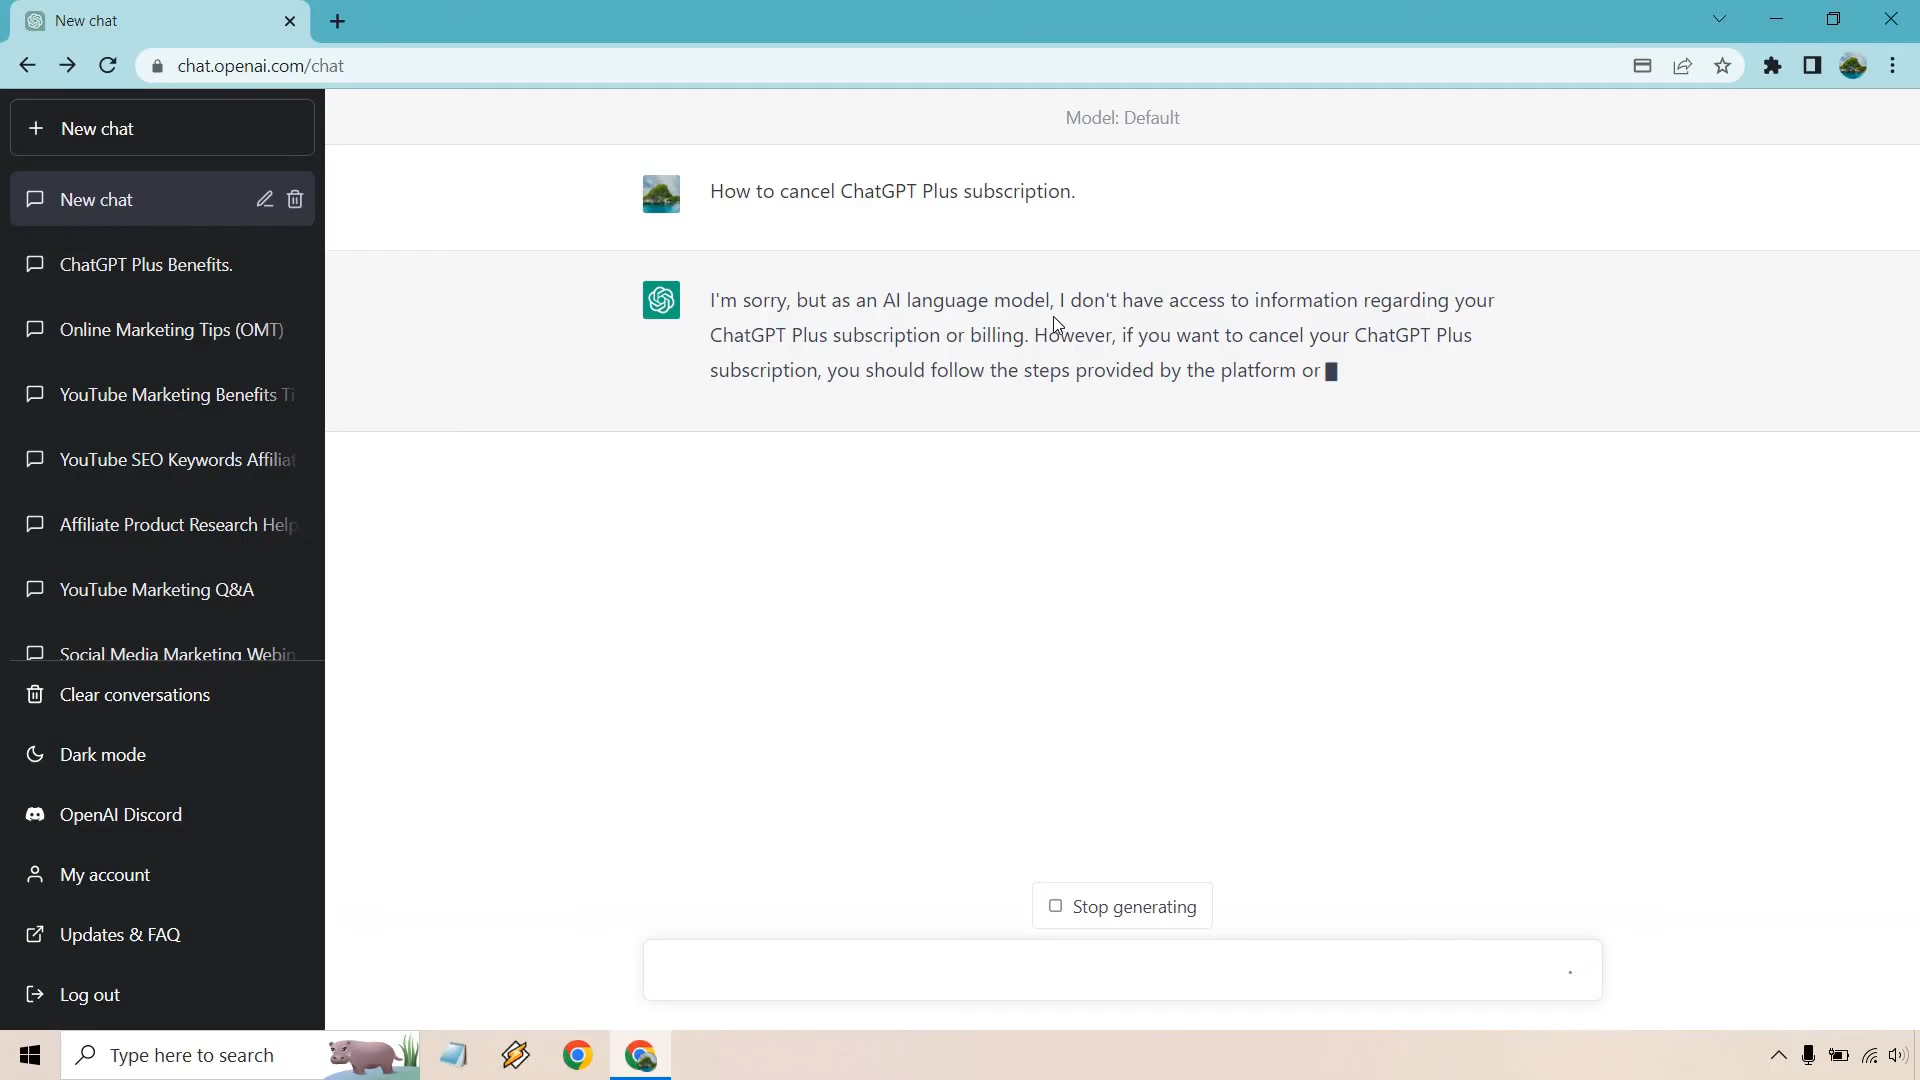 New chat
chat.openai.com/chat
New chat
New chat
ChatGPT Plus Benefits.
Online Marketing Tips (OMT)
YouTube Marketing Benefits Ti
YouTube SEO Keywords Affiliat
Affiliate Product Research Help
YouTube Marketing Q&A
Social Media Marketing Webin
Clear conversations
Dark mode
OpenAI Discord
My account
Updates & FAQ
Log out
Model: Default
How to cancel ChatGPT Plus subscription.
I'm sorry, but as an AI language model, I don't have access to information regarding your
ChatGPT Plus subscription or billing. However, if you want to cancel your ChatGPT Plus
subscription, you should follow the steps provided by the platform or
Stop generating
Type here to search